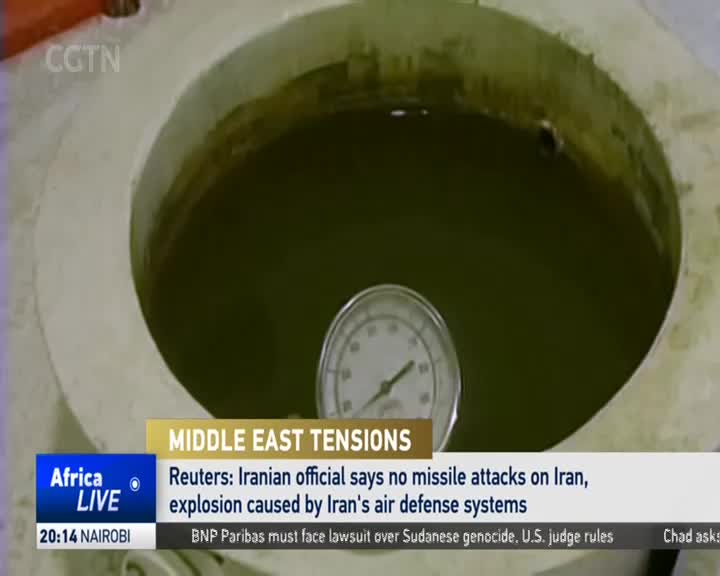 CGTN
MIDDLE EAST TENSIONS
Reuters: Iranian official says no missile attacks on Iran,
explosion caused by Iran's air defense systems
Africa
LIVE
20:14 NAIROBI
BNP Paribas must face lawsuit over Sudanese genocide, U.S. judge rules
Chad asks